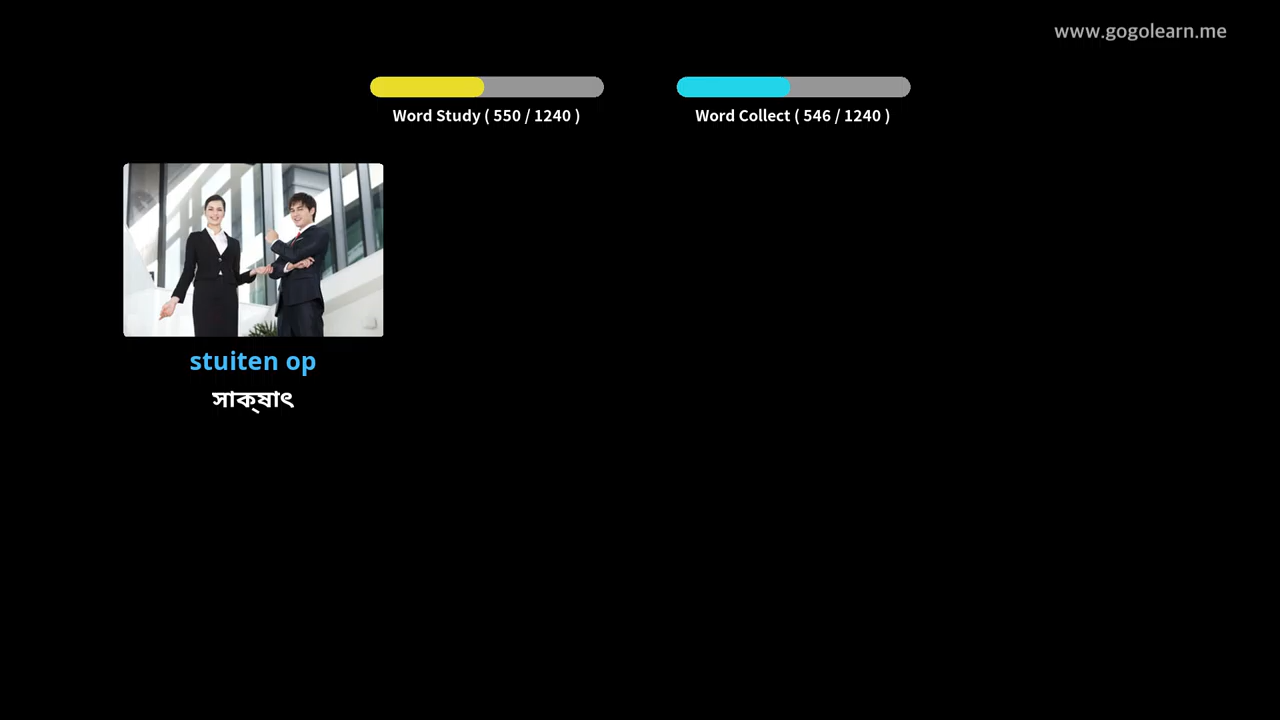 www.gogolearn.me
Word Study ( 550 / 1240 )
Word Collect ( 546 / 1240 )
stuiten op
সাক্ষাৎ